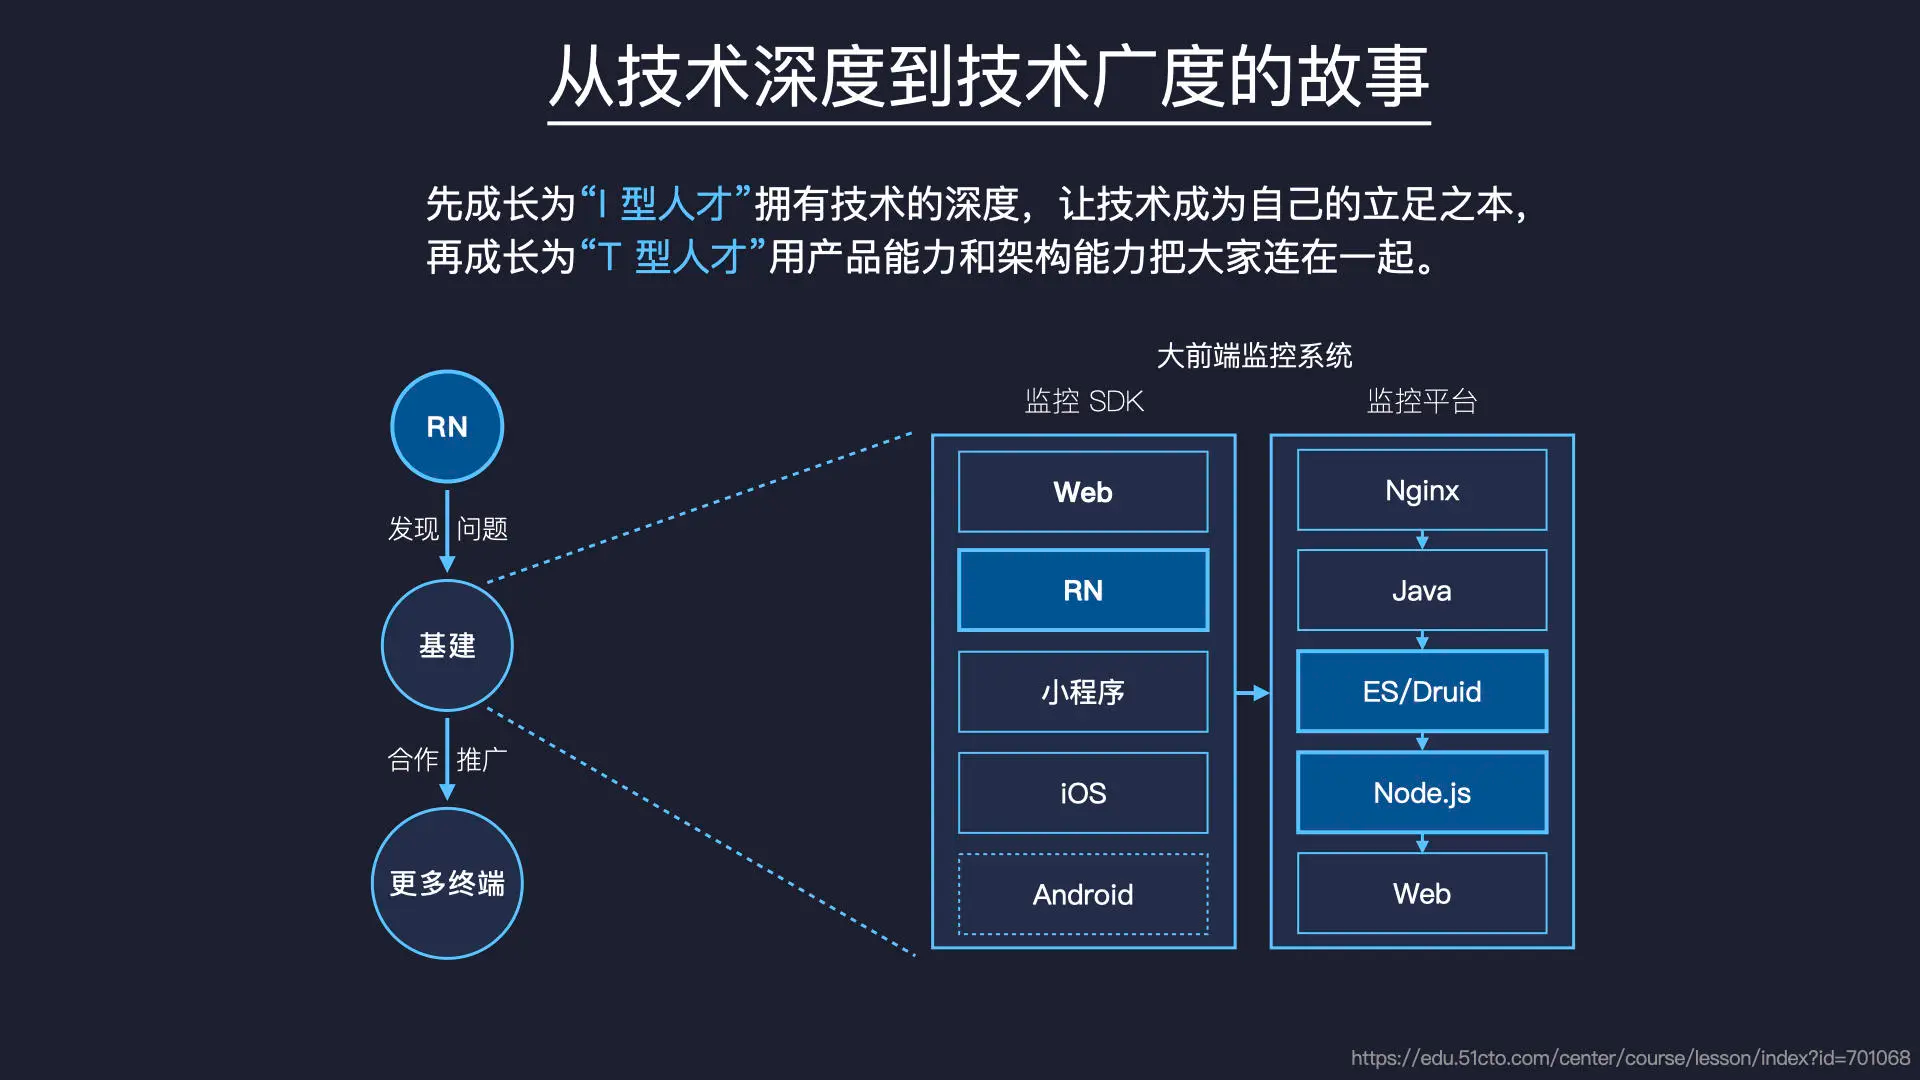 从技术深度到技术广度的故事
先成长为“I 型人才”拥有技术的深度，让技术成为自己的立足之本，
再成长为“T 型人才”用产品能力和架构能力把大家连在一起。
RN
发现 问题
基建
合作 推广
更多终端
大前端监控系统
监控 SDK
Web
RN
小程序
iOS
Android
监控平台
Nginx
Java
ES/Druid
Node.js
Web
https://edu.51cto.com/center/course/lesson/index?id=701068